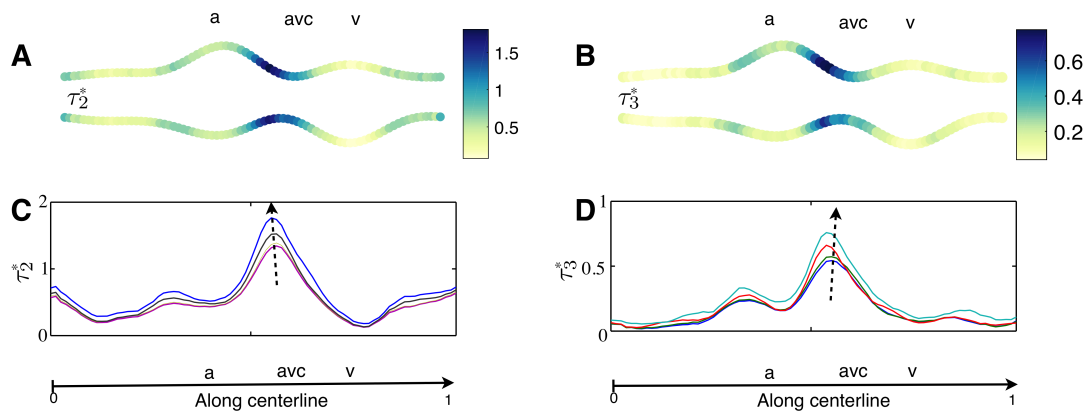 a avc v
A
1.5
1
0.5
τ₂*
a avc v
B
0.6
0.4
0.2
τ₃*
C
2
1
0
τ₂*
a avc v
0 Along centerline 1
D
1
0.5
0
τ₃*
a avc v
0 Along centerline 1